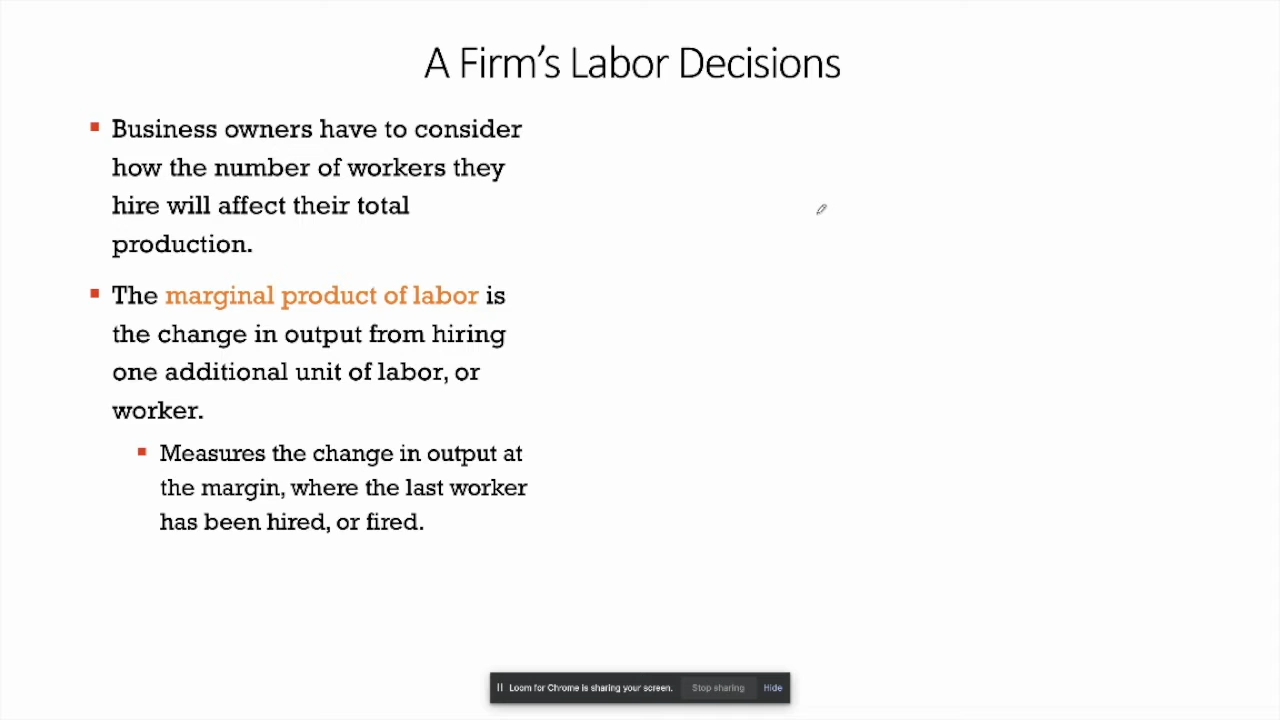 A Firm's Labor Decisions
Business owners have to consider
how the number of workers they
hire will affect their total
production.
The marginal product of labor is
the change in output from hiring
one additional unit of labor, or
worker.
Measures the change in output at
the margin, where the last worker
has been hired, or fired.
Loom for Chrome is sharing your screen. Stop sharing Hide